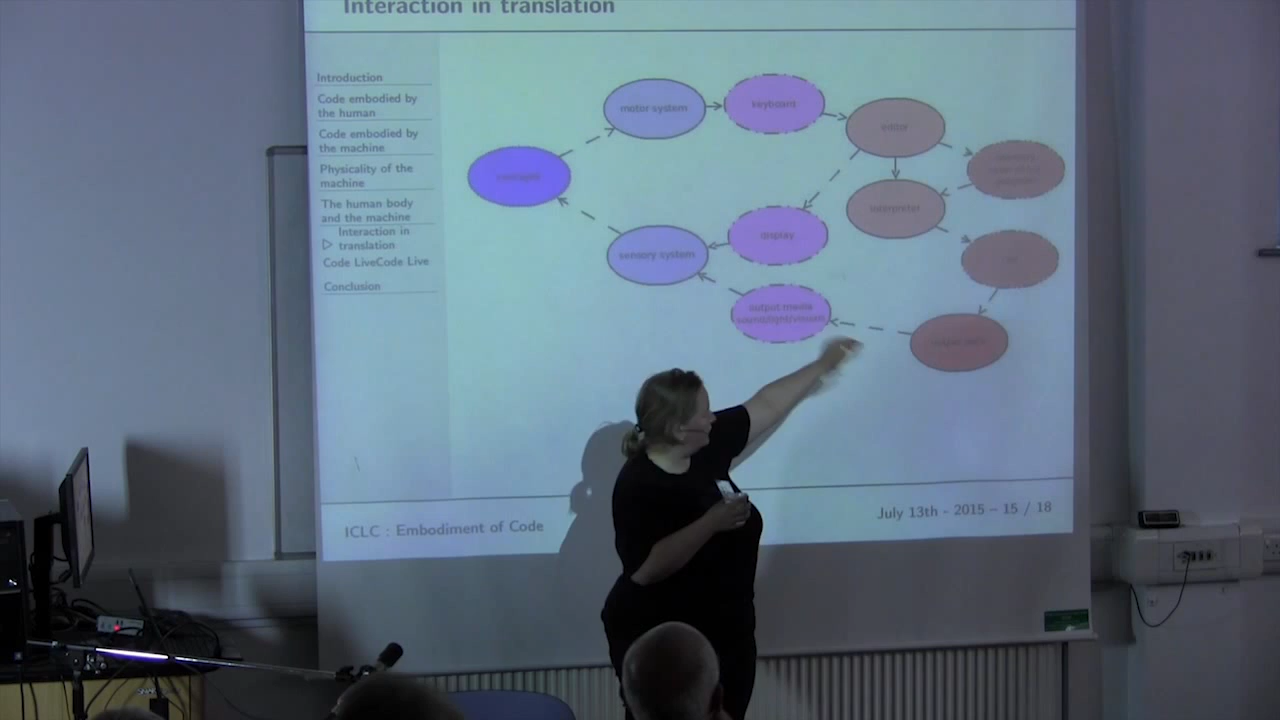 Interaction in translation
Introduction
Code embodied by
the human
Code embodied by
the machine
Physicality of the
machine
The human body
and the machine
Interaction in
▷ translation
Code LiveCode Live
Conclusion
motor system
keyboard
editor
interpreter
display
sensory system
output media
ICLC : Embodiment of Code
July 13th - 2015 – 15 / 18